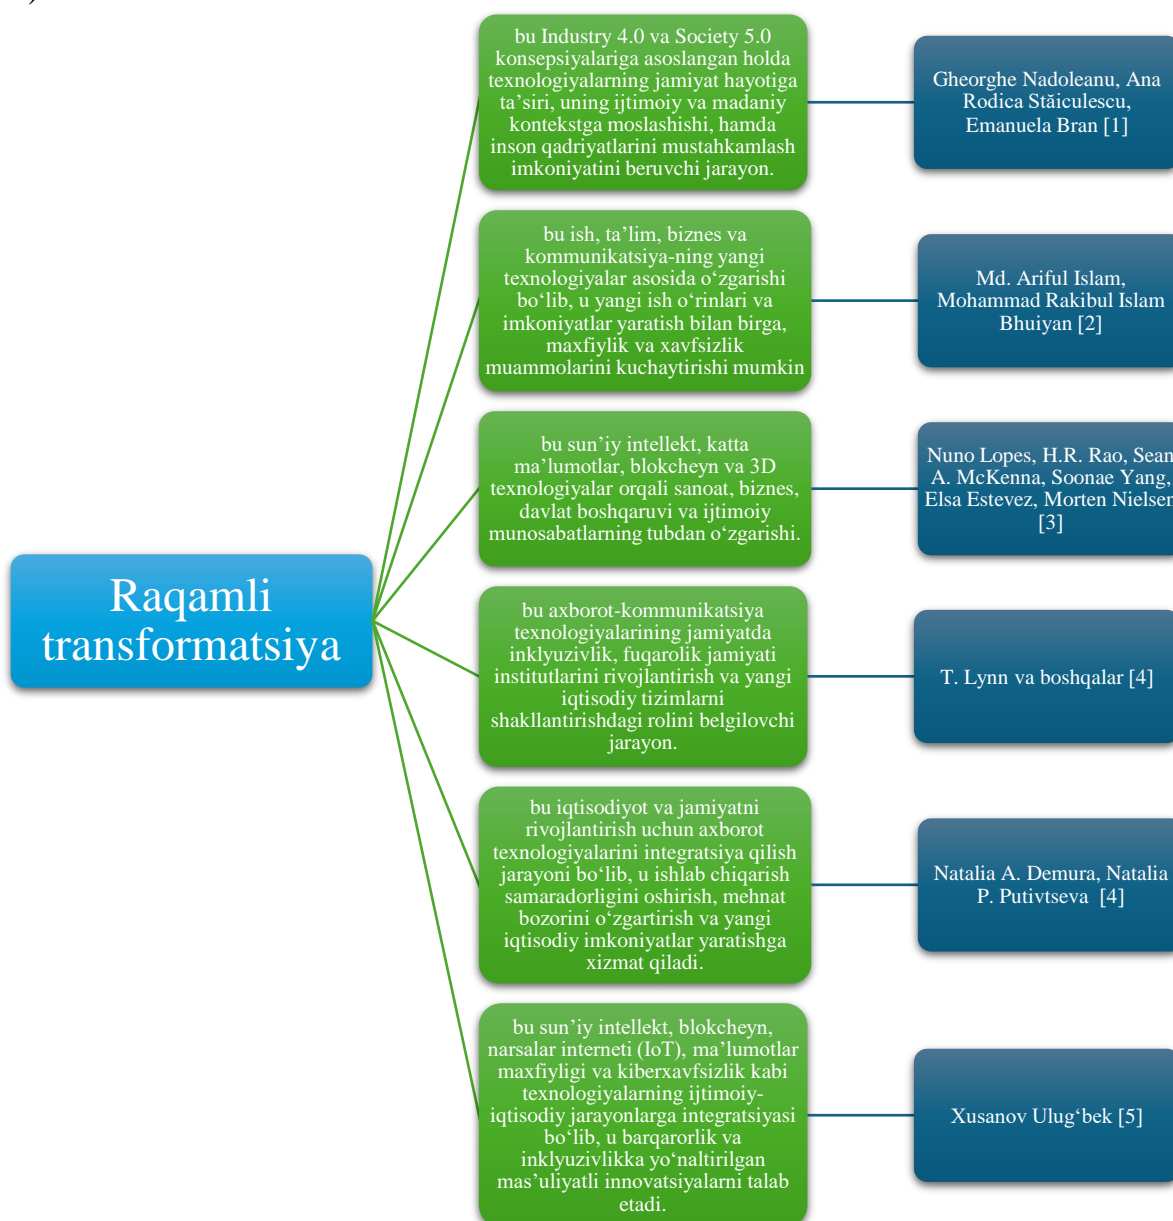 )
bu Industry 4.0 va Society 5.0
konsepsiyalariga asoslangan holda
texnologiyalarning jamiyat hayotiga
ta’siri, uning ijtimoiy va madaniy
kontekstga moslashishi, hamda
inson qadriyatlarini mustahkamlash
imkoniyatini beruvchi jarayon.
Gheorghe Nadoleanu, Ana
Rodica Stăiculescu,
Emanuela Bran [1]
bu ish, ta’lim, biznes va
kommunikatsiya-ning yangi
texnologiyalar asosida o‘zgarishi
bo‘lib, u yangi ish o‘rinlari va
imkoniyatlar yaratish bilan birga,
maxfiylik va xavfsizlik
muammolarini kuchaytirishi mumkin
Md. Ariful Islam,
Mohammad Rakibul Islam
Bhuiyan [2]
bu sun’iy intellekt, katta
ma’lumotlar, blokcheyn va 3D
texnologiyalar orqali sanoat, biznes,
davlat boshqaruvi va ijtimoiy
munosabatlarning tubdan o‘zgarishi.
Nuno Lopes, H.R. Rao, Sean
A. McKenna, Soonae Yang,
Elsa Estevez, Morten Nielsen
[3]
Raqamli
transformatsiya
bu axborot-kommunikatsiya
texnologiyalarining jamiyatda
inklyuzivlik, fuqarolik jamiyati
institutlarini rivojlantirish va yangi
iqtisodiy tizimlarni
shakllantirishdagi rolini belgilovchi
jarayon.
T. Lynn va boshqalar [4]
bu iqtisodiyot va jamiyatni
rivojlantirish uchun axborot
texnologiyalarini integratsiya qilish
jarayoni bo‘lib, u ishlab chiqarish
samaradorligini oshirish, mehnat
bozorini o‘zgartirish va yangi
iqtisodiy imkoniyatlar yaratishga
xizmat qiladi.
Natalia A. Demura, Natalia
P. Putivtseva [4]
bu sun’iy intellekt, blokcheyn,
narsalar interneti (IoT), ma’lumotlar
maxfiyligi va kiberxavfsizlik kabi
texnologiyalarning ijtimoiy-
iqtisodiy jarayonlarga integratsiyasi
bo‘lib, u barqarorlik va
inklyuzivlikka yo‘naltirilgan
mas’uliyatli innovatsiyalarni talab
etadi.
Xusanov Ulug‘bek [5]